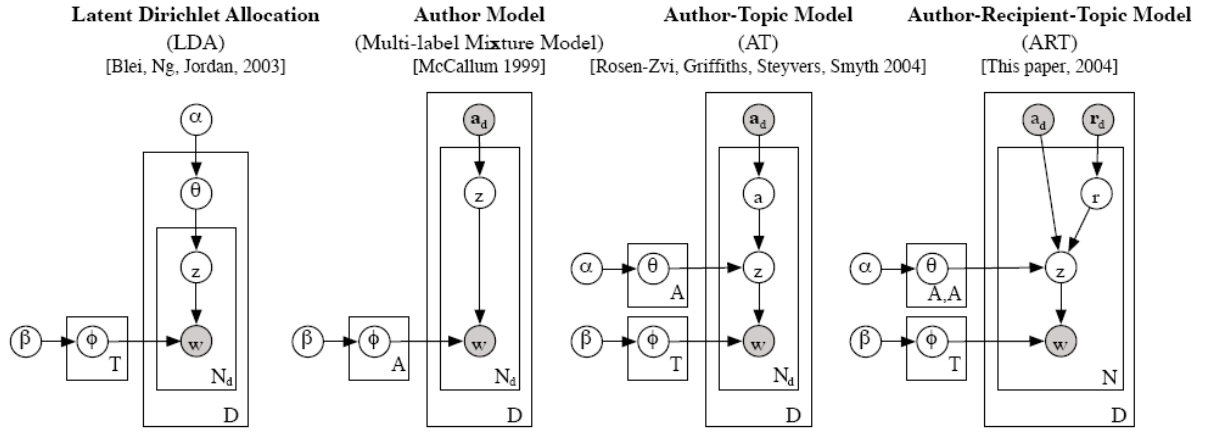 Latent Dirichlet Allocation
(LDA)
[Blei, Ng, Jordan, 2003]
α
θ
z
β
ϕ
T
w
N_d
D
Author Model
(Multi-label Mixture Model)
[McCallum 1999]
a_d
z
β
ϕ
A
w
N_d
D
Author-Topic Model
(AT)
[Rosen-Zvi, Griffiths, Steyvers, Smyth 2004]
a_d
a
α
θ
A
z
β
ϕ
T
w
N_d
D
Author-Recipient-Topic Model
(ART)
[This paper, 2004]
a_d
r_d
r
α
θ
A,A
z
β
ϕ
T
w
N
D